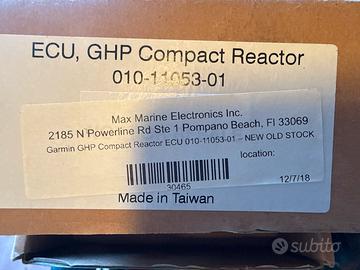 ECU, GHP Compact Reactor
010-11053-01
Max Marine Electronics Inc.
2185 N Powerline Rd Ste 1 Pompano Beach, Fl 33069
Garmin GHP Compact Reactor ECU 010-11053-01 – NEW OLD STOCK
location:
30465
12/7/18
Made in Taiwan
subito